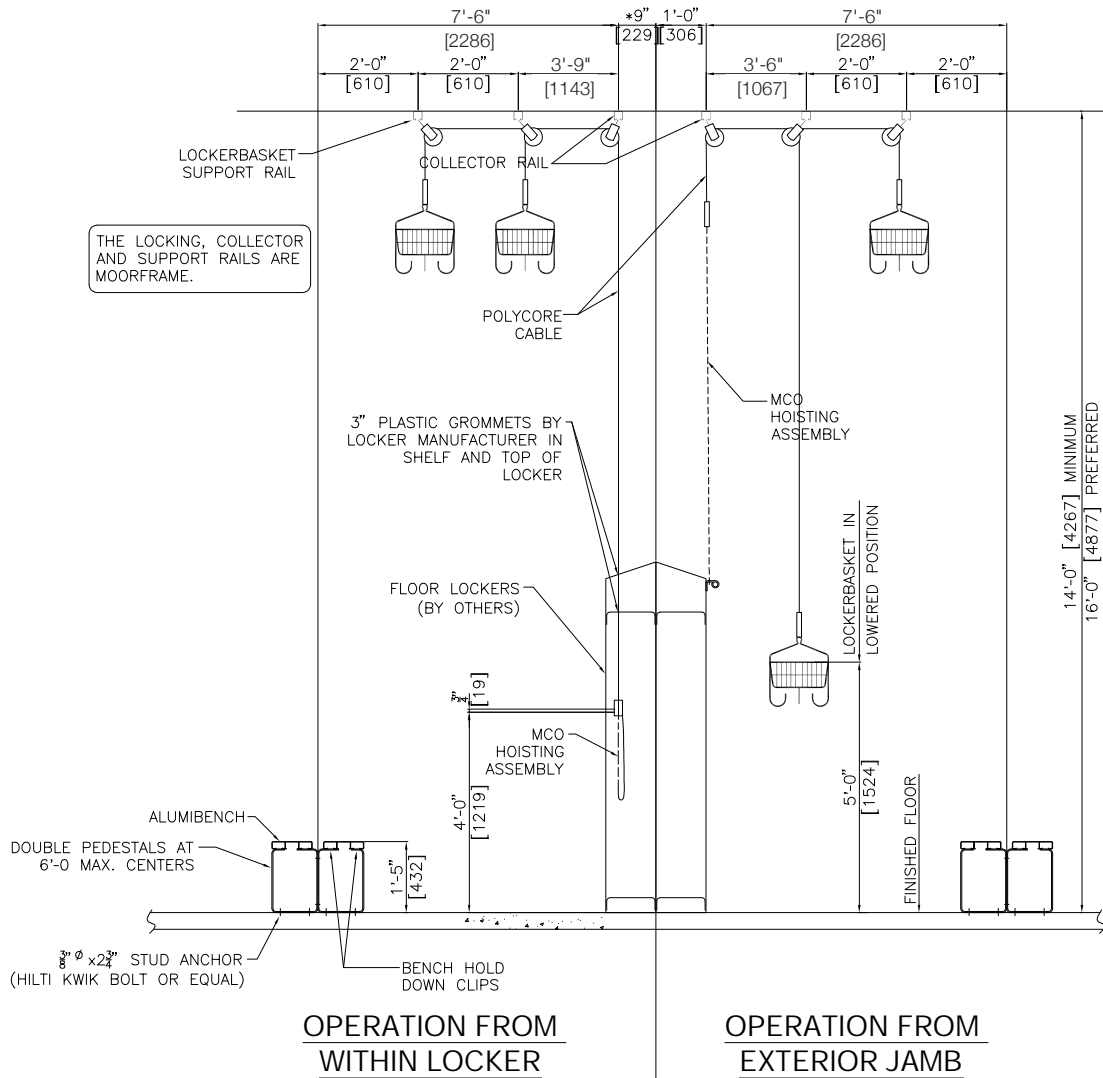 7'-6"
[2286]
*9"
[229]
1'-0"
[306]
7'-6"
[2286]
2'-0"
[610]
2'-0"
[610]
3'-9"
[1143]
3'-6"
[1067]
2'-0"
[610]
2'-0"
[610]
LOCKERBASKET
SUPPORT RAIL
COLLECTOR RAIL
THE LOCKING, COLLECTOR
AND SUPPORT RAILS ARE
MOORFRAME.
POLYCORE
CABLE
MCO
HOISTING
ASSEMBLY
3" PLASTIC GROMMETS BY
LOCKER MANUFACTURER IN
SHELF AND TOP OF
LOCKER
14'-0" [4267] MINIMUM
16'-0" [4877] PREFERRED
FLOOR LOCKERS
(BY OTHERS)
LOCKERBASKET IN
LOWERED POSITION
3/4"
[19]
MCO
HOISTING
ASSEMBLY
4'-0"
[1219]
5'-0"
[1524]
FINISHED FLOOR
ALUMIBENCH
DOUBLE PEDESTALS AT
6'-0 MAX. CENTERS
1'-5"
[432]
3/8" Ø x2 3/4" STUD ANCHOR
(HILTI KWIK BOLT OR EQUAL)
BENCH HOLD
DOWN CLIPS
OPERATION FROM
WITHIN LOCKER
OPERATION FROM
EXTERIOR JAMB